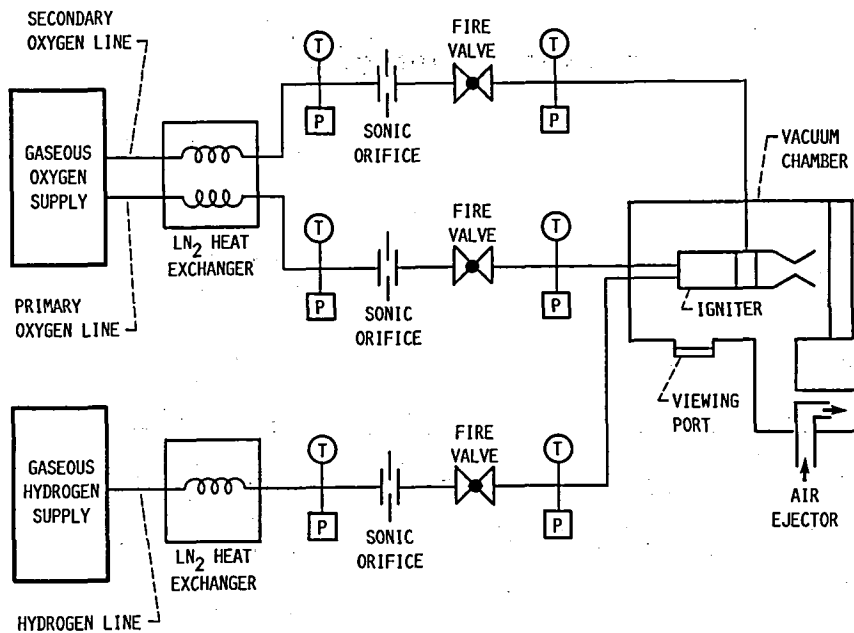 SECONDARY
OXYGEN LINE
T
FIRE
VALVE
T
P
SONIC
ORIFICE
P
GASEOUS
OXYGEN
SUPPLY
LN2 HEAT
EXCHANGER
VACUUM
CHAMBER
T
FIRE
VALVE
T
P
SONIC
ORIFICE
P
IGNITER
PRIMARY
OXYGEN LINE
VIEWING
PORT
GASEOUS
HYDROGEN
SUPPLY
LN2 HEAT
EXCHANGER
T
FIRE
VALVE
T
P
SONIC
ORIFICE
P
AIR
EJECTOR
HYDROGEN LINE